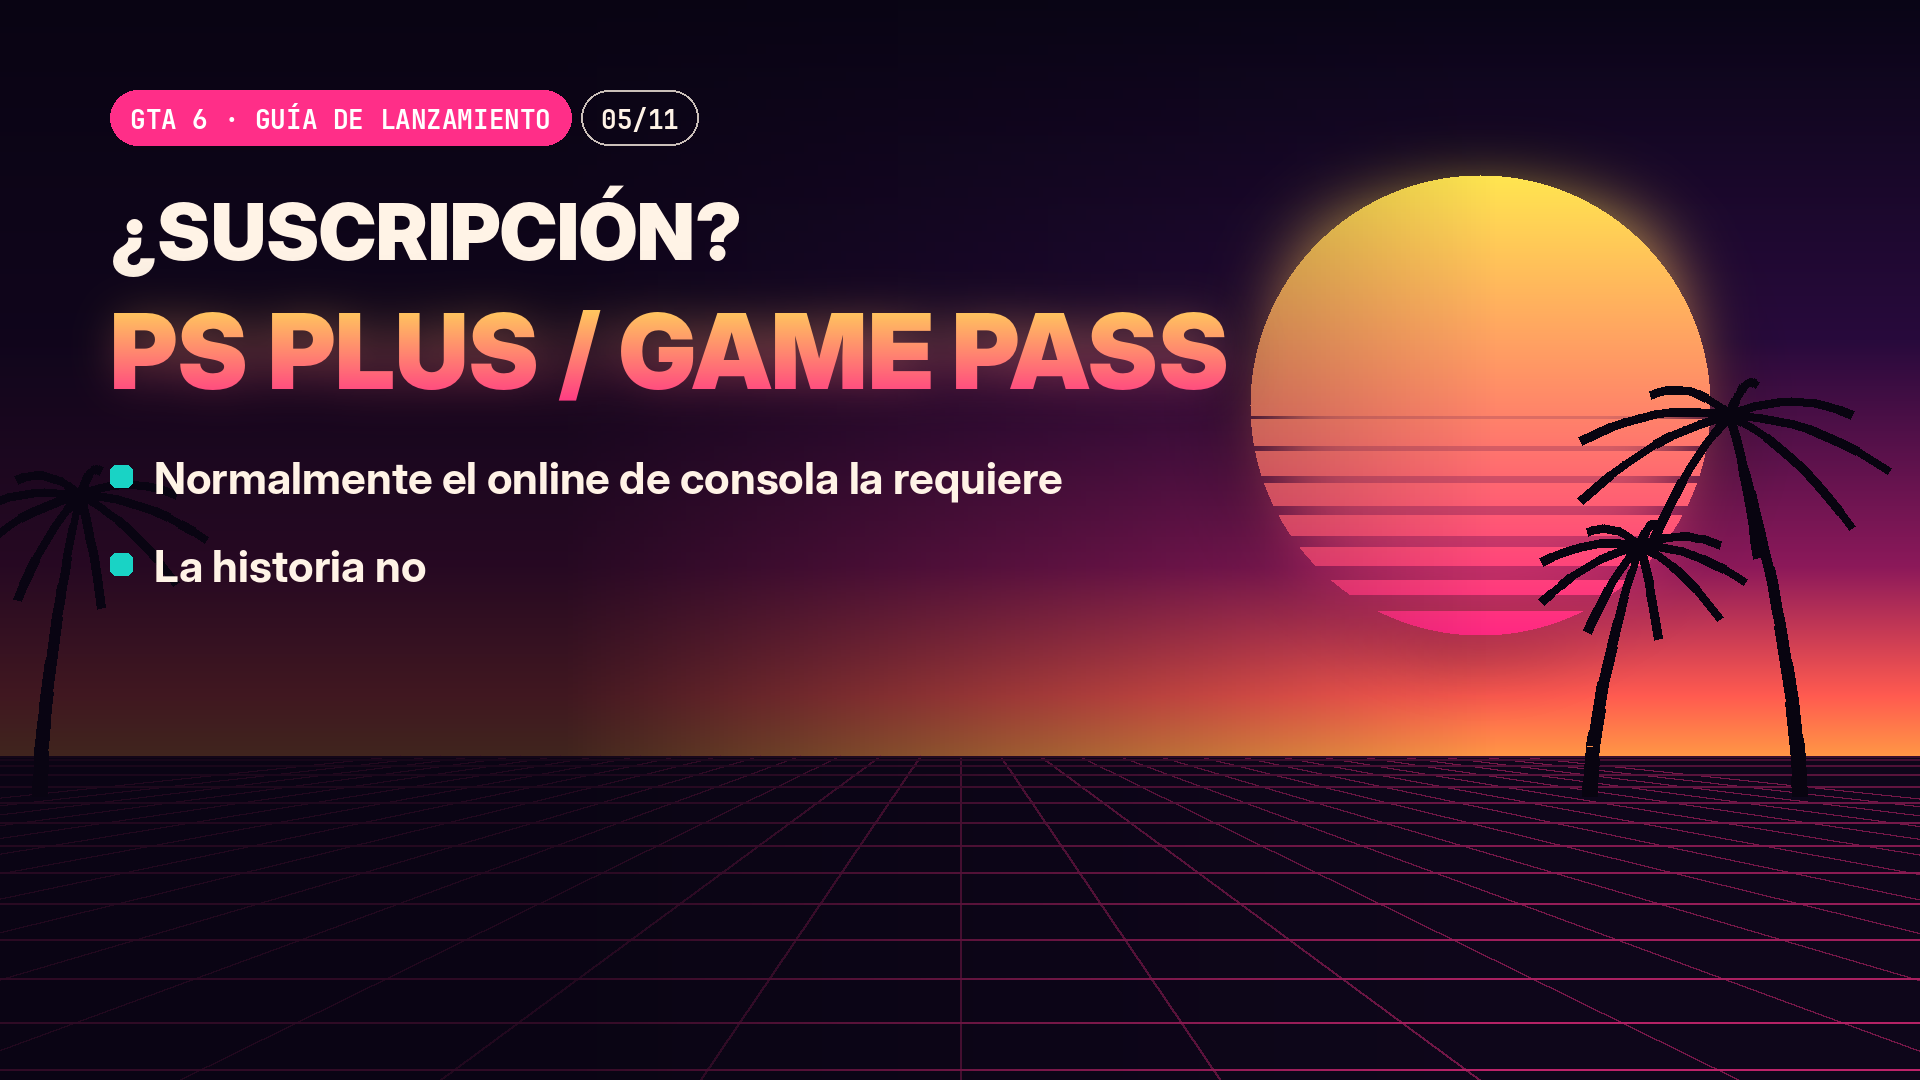 GTA 6 · GUÍA DE LANZAMIENTO 05/11
¿SUSCRIPCIÓN?
PS PLUS / GAME PASS
Normalmente el online de consola la requiere
La historia no